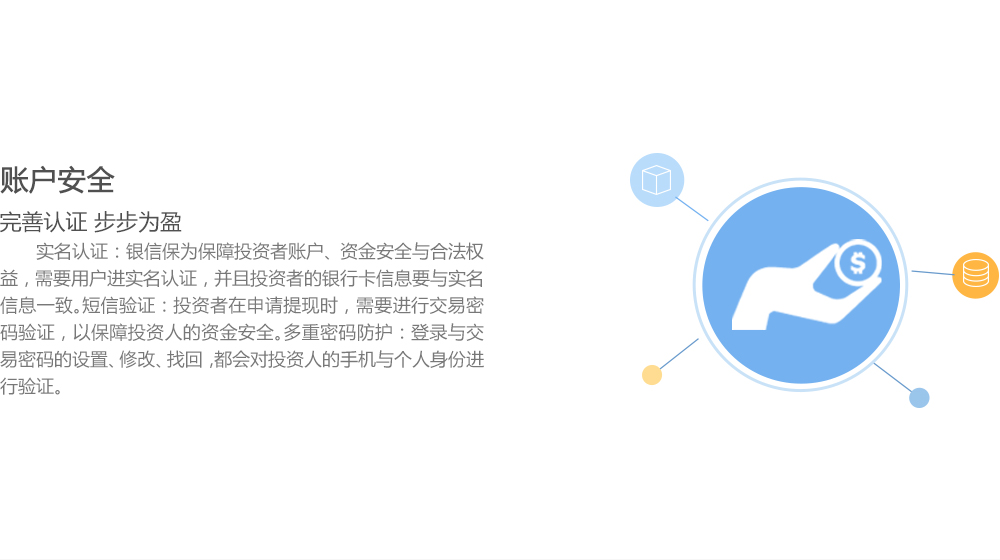 账户安全
完善认证 步步为盈
实名认证：银信保为保障投资者账户、资金安全与合法权
益，需要用户进实名认证，并且投资者的银行卡信息要与实名
信息一致。短信验证：投资者在申请提现时，需要进行交易密
码验证，以保障投资人的资金安全。多重密码防护：登录与交
易密码的设置、修改、找回，都会对投资人的手机与个人身份进
行验证。
$